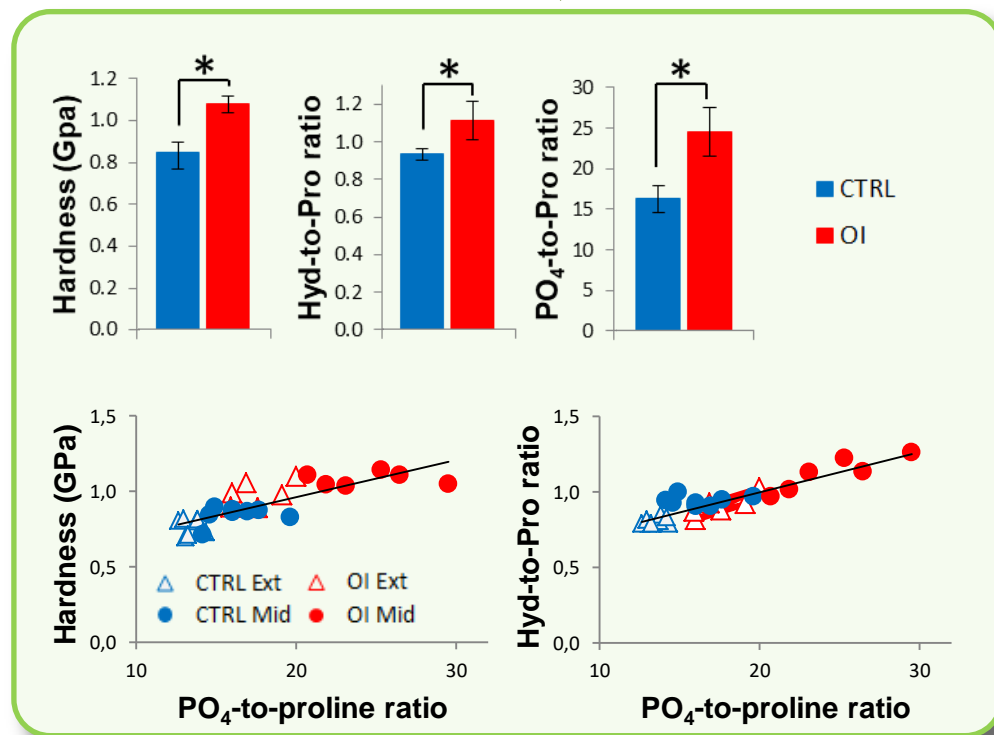 *
*
*
Hardness (Gpa)
1.2
1.0
0.8
0.6
0.4
0.2
0.0
Hyd-to-Pro ratio
1.2
1.0
0.8
0.6
0.4
0.2
0.0
PO₄-to-Pro ratio
30
25
20
15
10
5
0
CTRL
OI
Hardness (GPa)
1,5
1,0
0,5
0,0
CTRL Ext OI Ext
CTRL Mid OI Mid
10 20 30
PO₄-to-proline ratio
Hyd-to-Pro ratio
1,5
1,0
0,5
0,0
10 20 30
PO₄-to-proline ratio